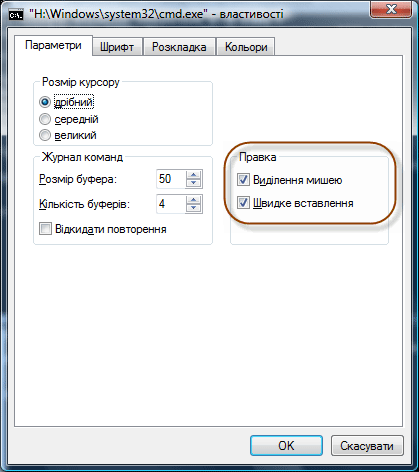 "H:\Windows\system32\cmd.exe" - властивості
Параметри Шрифт Розкладка Кольори
Розмір курсору
дрібний
середній
великий
Журнал команд
Розмір буфера: 50
Кількість буферів: 4
Відкидати повторення
Правка
Виділення мишею
Швидке вставлення
OK Скасувати